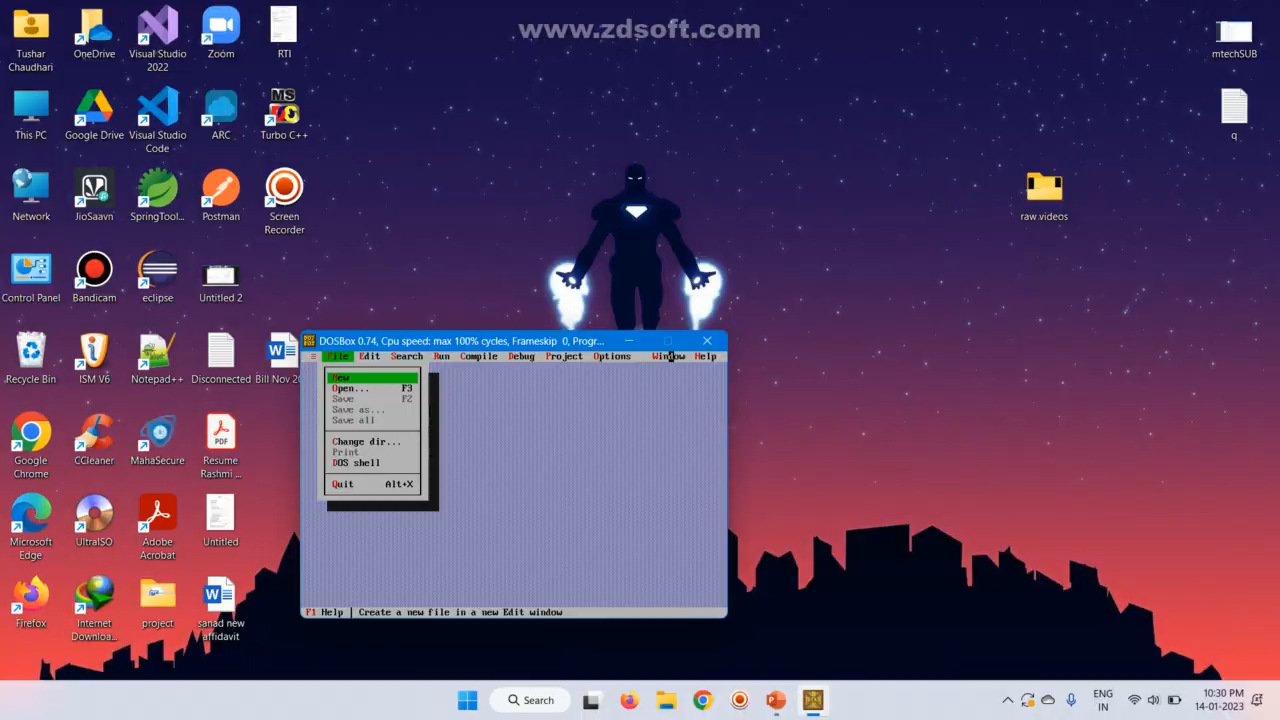 www.zdsoft.com
Tushar
Chaudhari
OneDrive
Visual Studio
2022
Zoom
RTI
mtechSUB
This PC
Google Drive
Visual Studio
Code
ARC
MS
Turbo C++
q
Network
JioSaavn
SpringTool...
Postman
Screen
Recorder
raw.videos
Control Panel
Bandicam
eclipse
Untitled 2
Recycle Bin
ISM V6
Notepad++
Disconnected
Bill Nov 20
DOSBox 0.74, Cpu speed: max 100% cycles, Frameskip 0, Progr...
≡ File Edit Search Run Compile Debug Project Options Window Help
New
Open... F3
Save F2
Save as...
Save all
Change dir...
Print
DOS shell
Quit Alt+X
F1 Help | Create a new file in a new Edit window
Google
Chrome
CCleaner
MahaSecure
PDF
Resume
Rashmi ...
Microsoft
Edge
UltraISO
Adobe
Acrobat
Untitled
Firefox
Internet
Downloa...
project
sanad new
affidavit
Search
ENG
IN
10:30 PM
14-01-2023